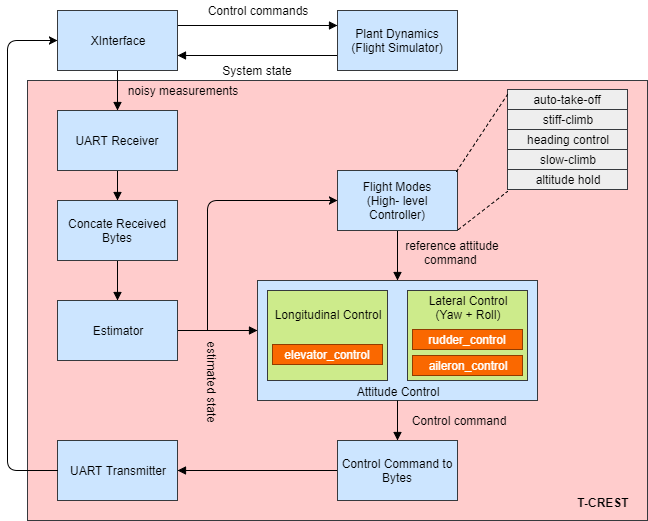 Control commands
XInterface
Plant Dynamics
(Flight Simulator)
System state
noisy measurements
auto-take-off
stiff-climb
heading control
slow-climb
altitude hold
UART Receiver
Flight Modes
(High- level
Controller)
Concate Received
Bytes
reference attitude
command
Estimator
estimated state
Longitudinal Control
elevator_control
Lateral Control
(Yaw + Roll)
rudder_control
aileron_control
Attitude Control
Control command
UART Transmitter
Control Command to
Bytes
T-CREST